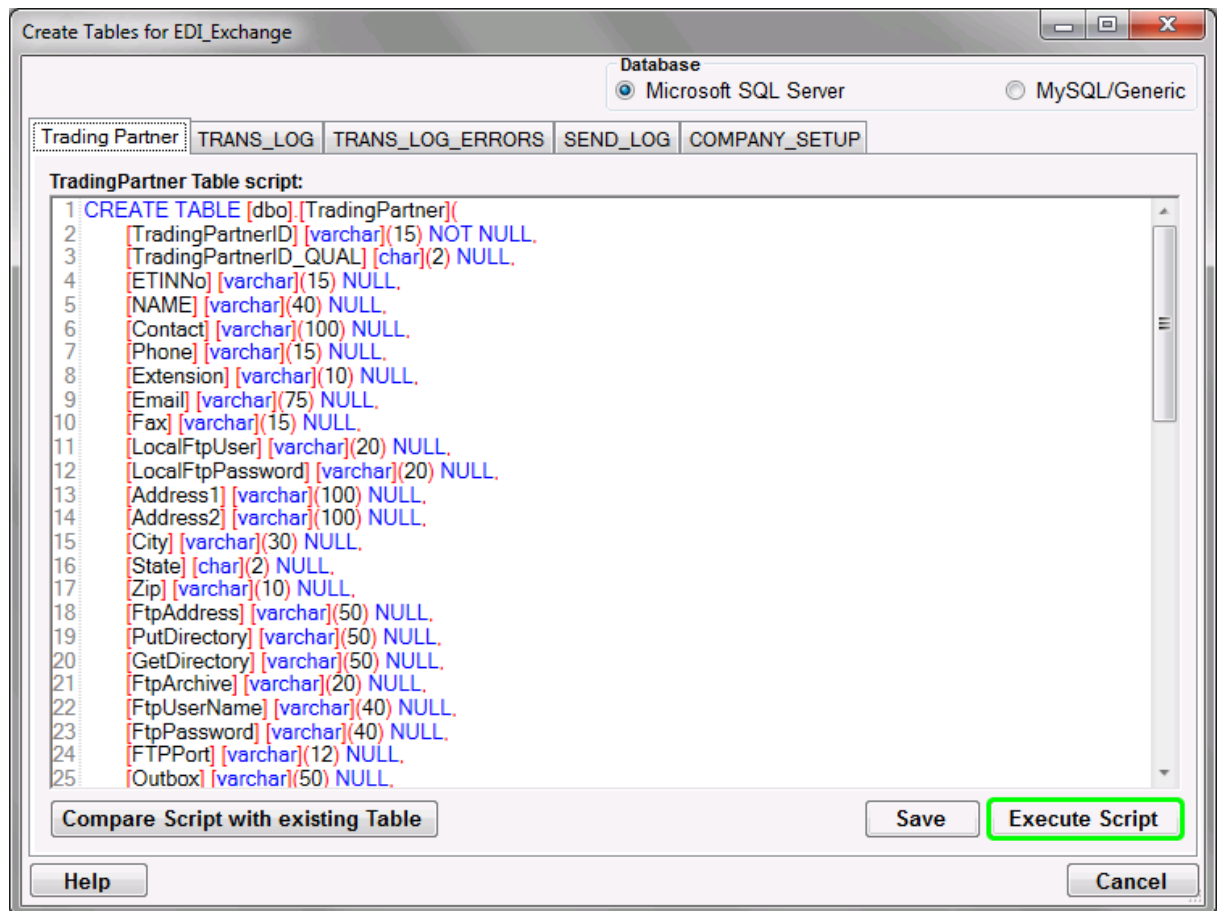 Create Tables for EDI_Exchange
Database
Microsoft SQL Server MySQL/Generic
Trading Partner TRANS_LOG TRANS_LOG_ERRORS SEND_LOG COMPANY_SETUP
TradingPartner Table script:
1 CREATE TABLE [dbo].[TradingPartner](
2 [TradingPartnerID] [varchar](15) NOT NULL,
3 [TradingPartnerID_QUAL] [char](2) NULL,
4 [ETINNo] [varchar](15) NULL,
5 [NAME] [varchar](40) NULL,
6 [Contact] [varchar](100) NULL,
7 [Phone] [varchar](15) NULL,
8 [Extension] [varchar](10) NULL,
9 [Email] [varchar](75) NULL,
10 [Fax] [varchar](15) NULL,
11 [LocalFtpUser] [varchar](20) NULL,
12 [LocalFtpPassword] [varchar](20) NULL,
13 [Address1] [varchar](100) NULL,
14 [Address2] [varchar](100) NULL,
15 [City] [varchar](30) NULL,
16 [State] [char](2) NULL,
17 [Zip] [varchar](10) NULL,
18 [FtpAddress] [varchar](50) NULL,
19 [PutDirectory] [varchar](50) NULL,
20 [GetDirectory] [varchar](50) NULL,
21 [FtpArchive] [varchar](20) NULL,
22 [FtpUserName] [varchar](40) NULL,
23 [FtpPassword] [varchar](40) NULL,
24 [FTPPort] [varchar](12) NULL,
25 [Outbox] [varchar](50) NULL,
Compare Script with existing Table Save Execute Script
Help Cancel